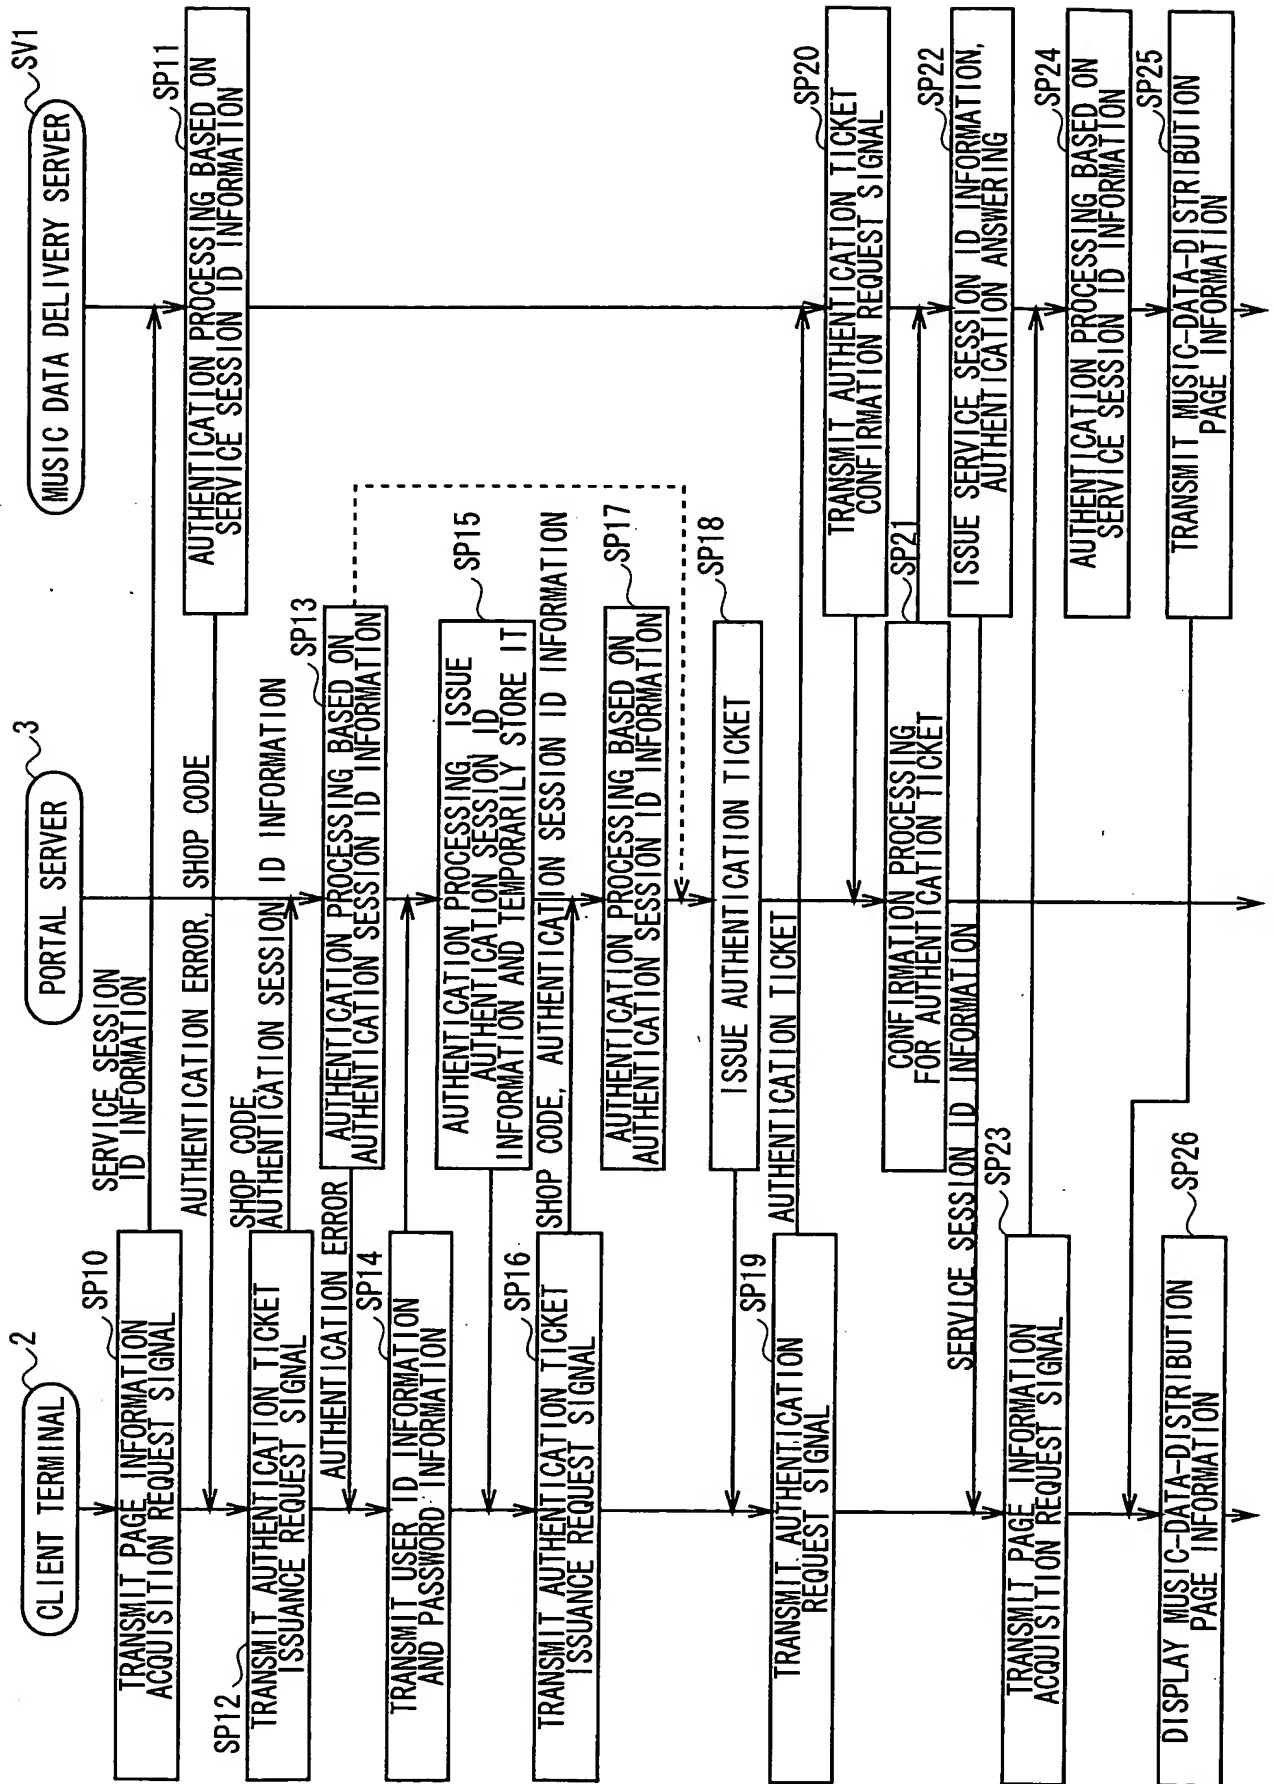 CLIENT TERMINAL
2
PORTAL SERVER
3
MUSIC DATA DELIVERY SERVER
SV1
SP10
TRANSMIT PAGE INFORMATION
ACQUISITION REQUEST SIGNAL
SERVICE SESSION
ID INFORMATION
SP11
AUTHENTICATION PROCESSING BASED ON
SERVICE SESSION ID INFORMATION
AUTHENTICATION ERROR, SHOP CODE
SP12
TRANSMIT AUTHENTICATION TICKET
ISSUANCE REQUEST SIGNAL
SHOP CODE,
AUTHENTICATION SESSION ID INFORMATION
SP13
AUTHENTICATION PROCESSING BASED ON
AUTHENTICATION SESSION ID INFORMATION
AUTHENTICATION ERROR
SP14
TRANSMIT USER ID INFORMATION
AND PASSWORD INFORMATION
SP15
AUTHENTICATION PROCESSING, ISSUE
AUTHENTICATION SESSION ID
INFORMATION AND TEMPORARILY STORE IT
SP16
TRANSMIT AUTHENTICATION TICKET
ISSUANCE REQUEST SIGNAL
SHOP CODE, AUTHENTICATION SESSION ID INFORMATION
SP17
AUTHENTICATION PROCESSING BASED ON
AUTHENTICATION SESSION ID INFORMATION
SP18
ISSUE AUTHENTICATION TICKET
SP19
TRANSMIT AUTHENTICATION
REQUEST SIGNAL
AUTHENTICATION TICKET
SP20
TRANSMIT AUTHENTICATION TICKET
CONFIRMATION REQUEST SIGNAL
SP21
CONFIRMATION PROCESSING
FOR AUTHENTICATION TICKET
SP22
ISSUE SERVICE SESSION ID INFORMATION,
AUTHENTICATION ANSWERING
SERVICE SESSION ID INFORMATION
SP23
TRANSMIT PAGE INFORMATION
ACQUISITION REQUEST SIGNAL
SP24
AUTHENTICATION PROCESSING BASED ON
SERVICE SESSION ID INFORMATION
SP25
TRANSMIT MUSIC-DATA-DISTRIBUTION
PAGE INFORMATION
SP26
DISPLAY MUSIC-DATA-DISTRIBUTION
PAGE INFORMATION